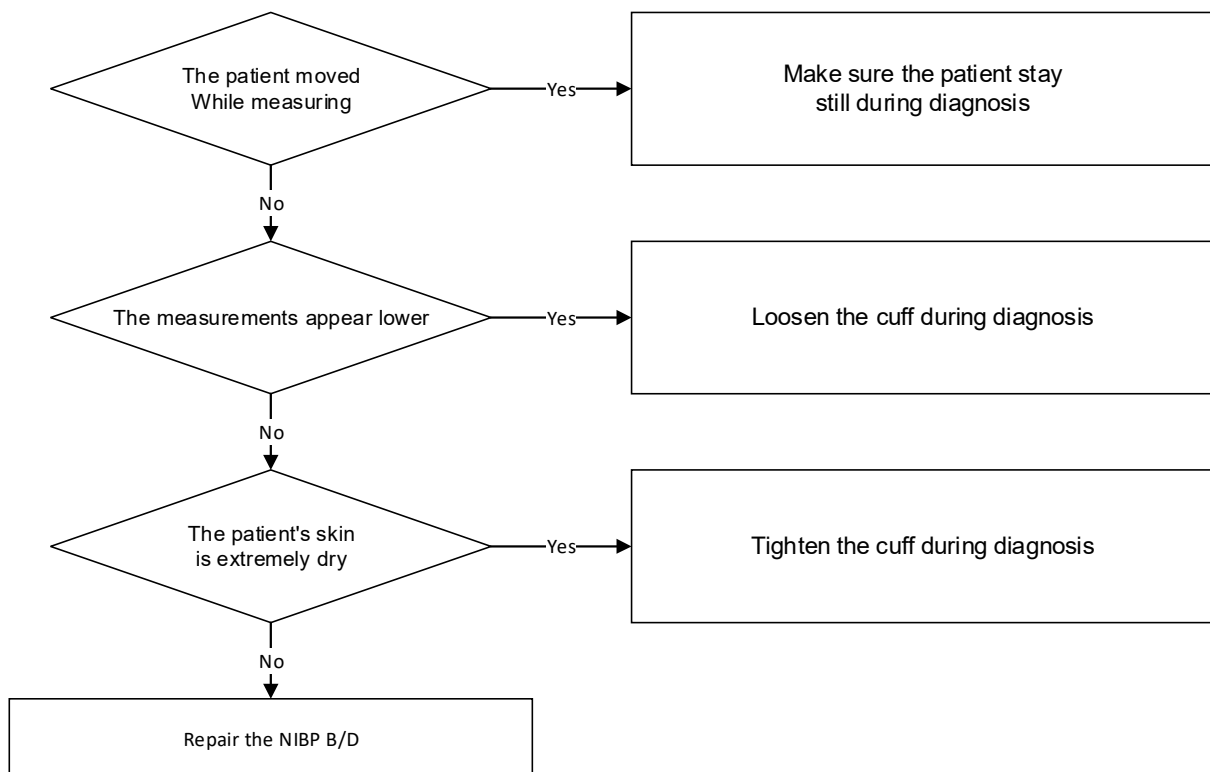 The patient moved
While measuring
Yes
Make sure the patient stay
still during diagnosis
No
The measurements appear lower
Yes
Loosen the cuff during diagnosis
No
The patient's skin
is extremely dry
Yes
Tighten the cuff during diagnosis
No
Repair the NIBP B/D